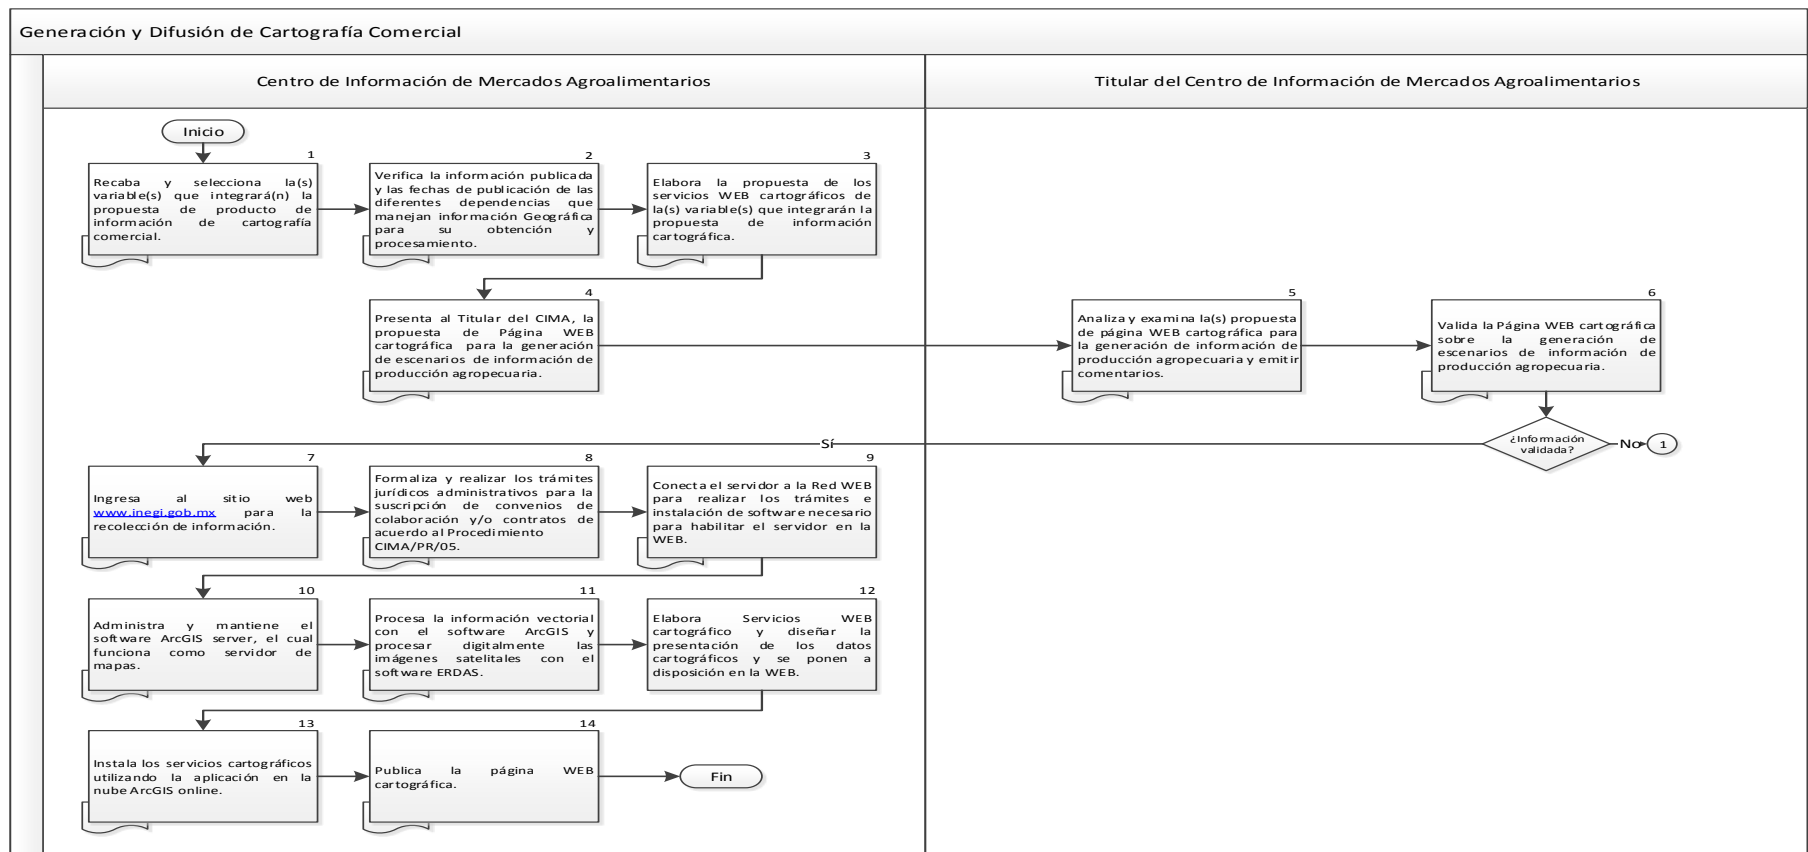 Generación y Difusión de Cartografía Comercial
Centro de Información de Mercados Agroalimentarios
Titular del Centro de Información de Mercados Agroalimentarios
Inicio
1
Recaba y selecciona la(s)
variable(s) que integrará(n) la
propuesta de producto de
información de cartografía
comercial.
2
Verifica la información publicada
y las fechas de publicación de las
diferentes dependencias que
manejan información Geográfica
para su obtención y
procesamiento.
3
Elabora la propuesta de los
servicios WEB cartográficos de
la(s) variable(s) que integrarán la
propuesta de información
cartográfica.
4
Presenta al Titular del CIMA, la
propuesta de Página WEB
cartográfica para la generación
de escenarios de información de
producción agropecuaria.
5
Analiza y examina la(s) propuesta
de página WEB cartográfica para
la generación de información de
producción agropecuaria y emitir
comentarios.
6
Valida la Página WEB cartográfica
sobre la generación de
escenarios de información de
producción agropecuaria.
¿Información
validada?
No
1
Sí
7
Ingresa al sitio web
www.inegi.gob.mx para la
recolección de información.
8
Formaliza y realizar los trámites
jurídicos administrativos para la
suscripción de convenios de
colaboración y/o contratos de
acuerdo al Procedimiento
CIMA/PR/05.
9
Conecta el servidor a la Red WEB
para realizar los trámites e
instalación de software necesario
para habilitar el servidor en la
WEB.
10
Administra y mantiene el
software ArcGIS server, el cual
funciona como servidor de
mapas.
11
Procesa la información vectorial
con el software ArcGIS y
procesar digitalmente las
imágenes satelitales con el
software ERDAS.
12
Elabora Servicios WEB
cartográfico y diseñar la
presentación de los datos
cartográficos y se ponen a
disposición en la WEB.
13
Instala los servicios cartográficos
utilizando la aplicación en la
nube ArcGIS online.
14
Publica la página WEB
cartográfica.
Fin